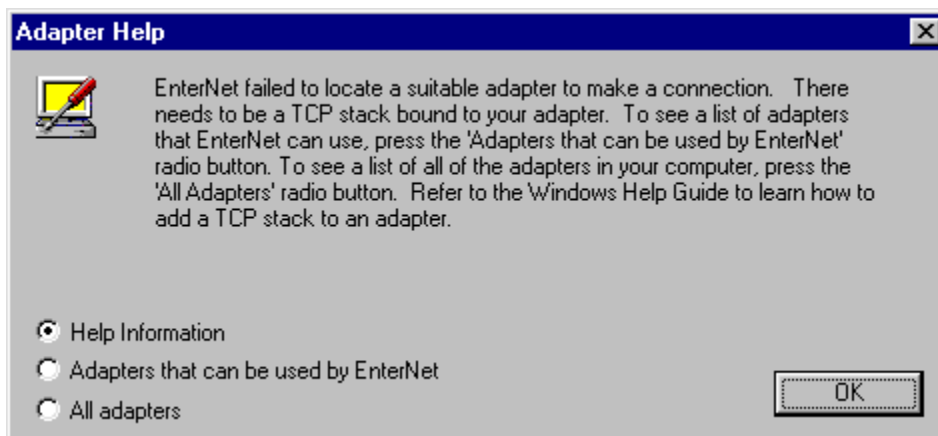 Adapter Help
EnterNet failed to locate a suitable adapter to make a connection.   There
needs to be a TCP stack bound to your adapter.  To see a list of adapters
that EnterNet can use, press the 'Adapters that can be used by EnterNet'
radio button. To see a list of all of the adapters in your computer, press the
'All Adapters' radio button.  Refer to the Windows Help Guide to learn how to
add a TCP stack to an adapter.
Help Information
Adapters that can be used by EnterNet
All adapters
OK